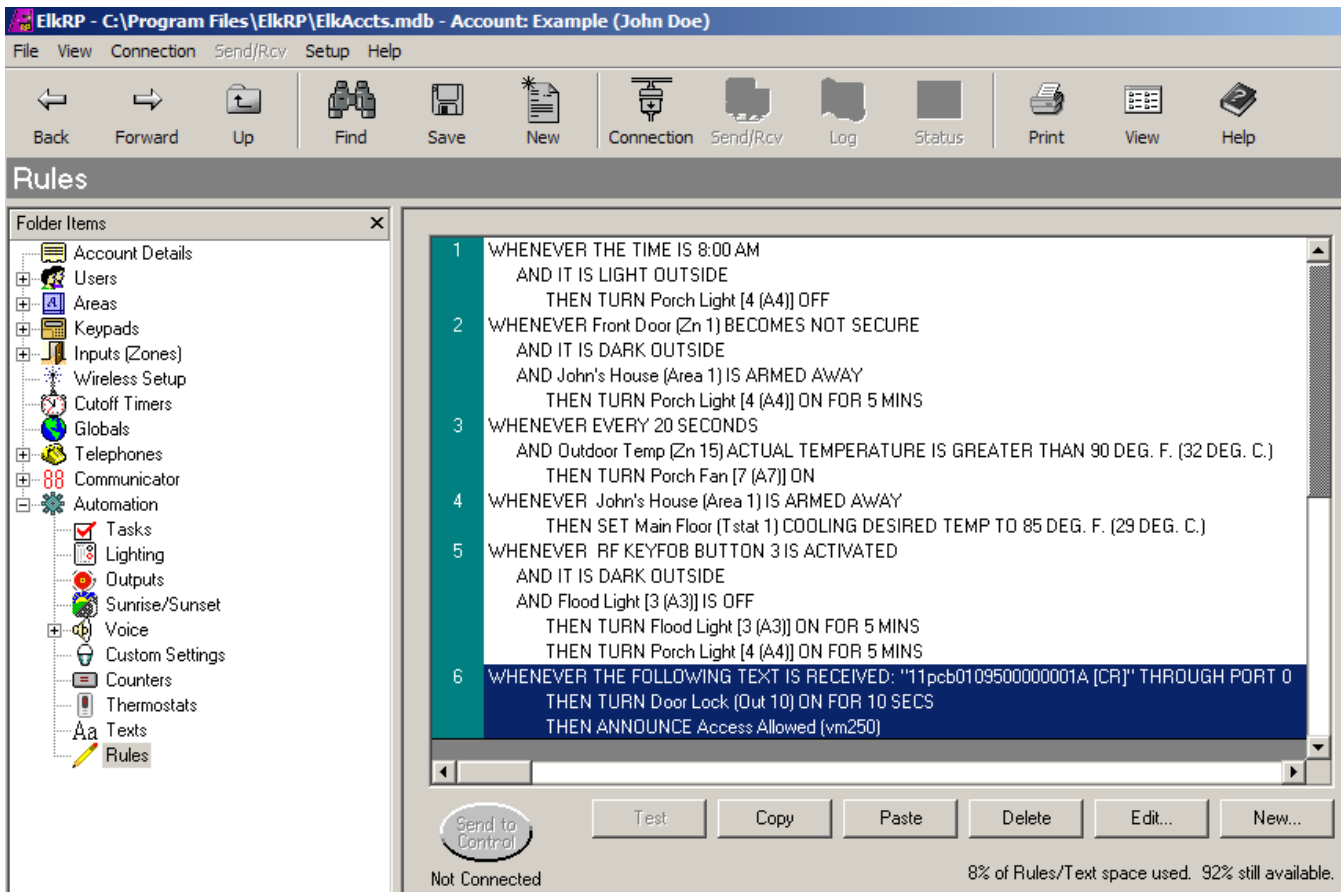 ElkRP - C:\Program Files\ElkRP\ElkAccts.mdb - Account: Example (John Doe)
File View Connection Send/Rcv Setup Help
Back Forward Up Find Save New Connection Send/Rcv Log Status Print View Help
Rules
Folder Items
Account Details
Users
Areas
Keypads
Inputs (Zones)
Wireless Setup
Cutoff Timers
Globals
Telephones
88 Communicator
Automation
Tasks
Lighting
Outputs
Sunrise/Sunset
Voice
Custom Settings
Counters
Thermostats
Aa Texts
Rules
1 WHENEVER THE TIME IS 8:00 AM
AND IT IS LIGHT OUTSIDE
THEN TURN Porch Light [4 (A4)] OFF
2 WHENEVER Front Door (Zn 1) BECOMES NOT SECURE
AND IT IS DARK OUTSIDE
AND John's House (Area 1) IS ARMED AWAY
THEN TURN Porch Light [4 (A4)] ON FOR 5 MINS
3 WHENEVER EVERY 20 SECONDS
AND Outdoor Temp (Zn 15) ACTUAL TEMPERATURE IS GREATER THAN 90 DEG. F. (32 DEG. C.)
THEN TURN Porch Fan [7 (A7)] ON
4 WHENEVER John's House (Area 1) IS ARMED AWAY
THEN SET Main Floor (Tstat 1) COOLING DESIRED TEMP TO 85 DEG. F. (29 DEG. C.)
5 WHENEVER RF KEYFOB BUTTON 3 IS ACTIVATED
AND IT IS DARK OUTSIDE
AND Flood Light [3 (A3)] IS OFF
THEN TURN Flood Light [3 (A3)] ON FOR 5 MINS
THEN TURN Porch Light [4 (A4)] ON FOR 5 MINS
6 WHENEVER THE FOLLOWING TEXT IS RECEIVED: "11pcb0109500000001A [CR]" THROUGH PORT 0
THEN TURN Door Lock (Out 10) ON FOR 10 SECS
THEN ANNOUNCE Access Allowed (vm250)
Send to Control
Test Copy Paste Delete Edit... New...
Not Connected
8% of Rules/Text space used. 92% still available.